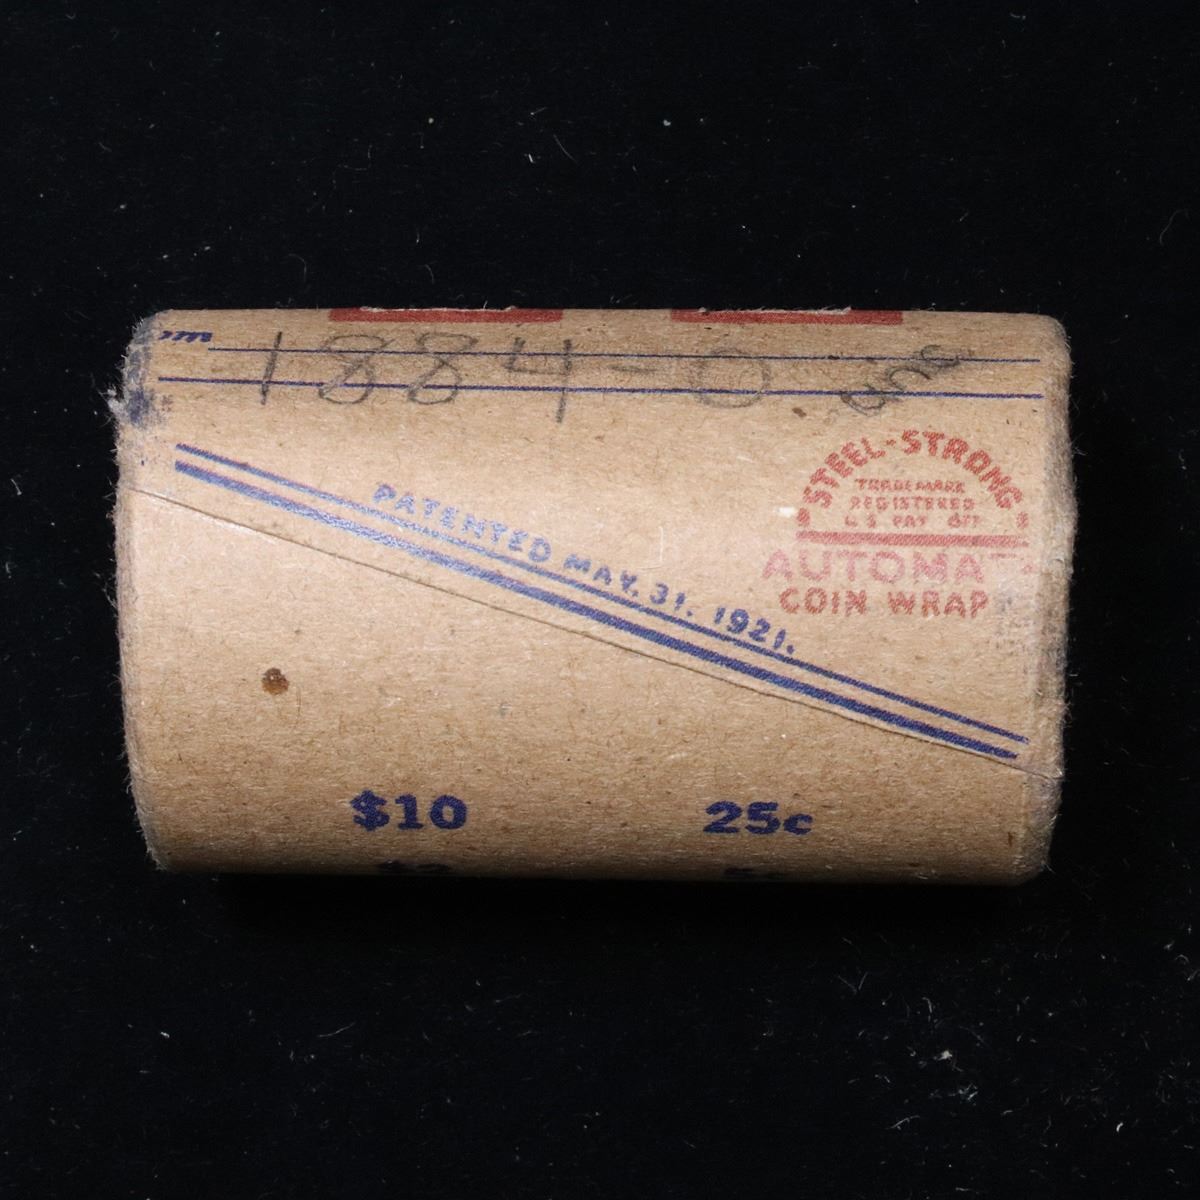 1884-O
STEEL-STRONG
TRADEMARK
REGISTERED
U S PAT OFF
AUTOMAT
COIN WRAP
PATENTED MAY. 31. 1921.
$10 25c